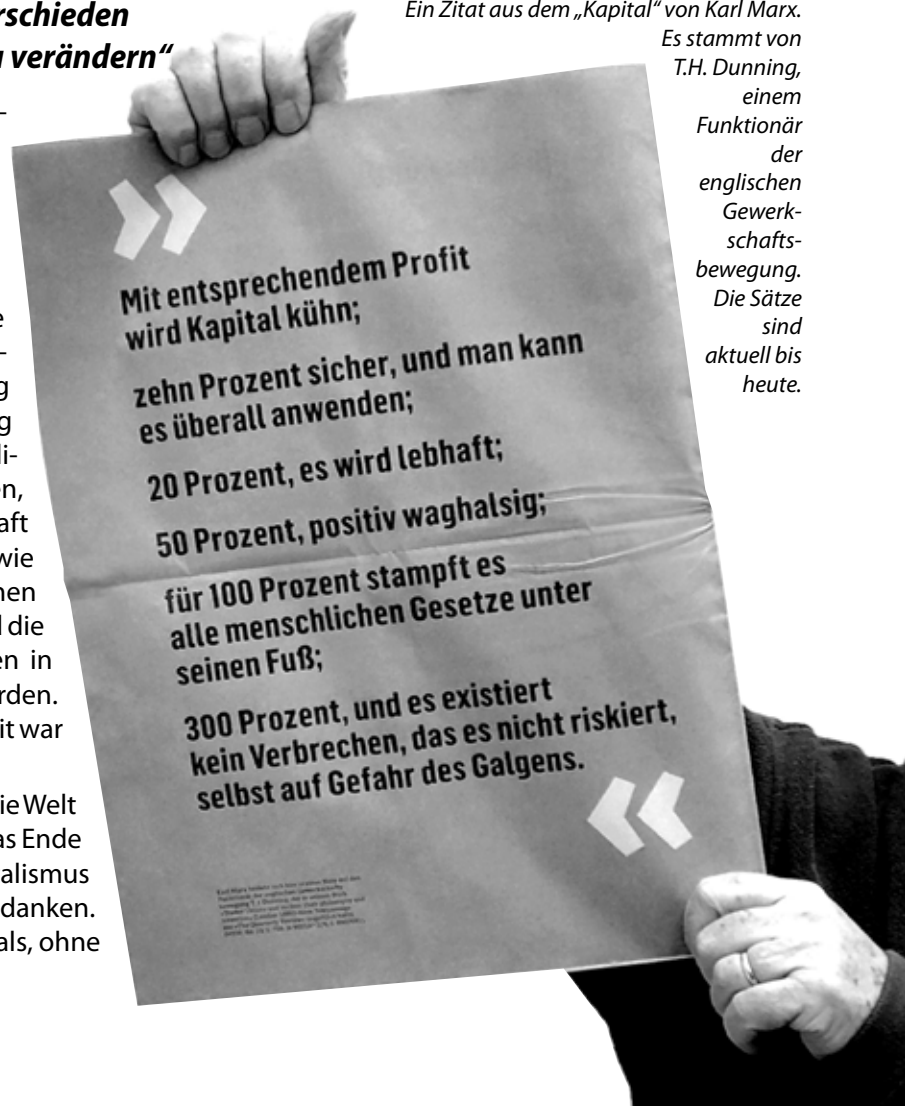 rschieden
verändern“
–
e
–
g
g
li-
en,
aft
wie
nen
die
en in
rden.
it war
ie Welt
as Ende
alismus
danken.
als, ohne
Ein Zitat aus dem „Kapital“ von Karl Marx.
Es stammt von
T.H. Dunning,
einem
Funktionär
der
englischen
Gewerk-
schafts-
bewegung.
Die Sätze
sind
aktuell bis
heute.
»
Mit entsprechendem Profit
wird Kapital kühn;
zehn Prozent sicher, und man kann
es überall anwenden;
20 Prozent, es wird lebhaft;
50 Prozent, positiv waghalsig;
für 100 Prozent stampft es
alle menschlichen Gesetze unter
seinen Fuß;
300 Prozent, und es existiert
kein Verbrechen, das es nicht riskiert,
selbst auf Gefahr des Galgens.
«